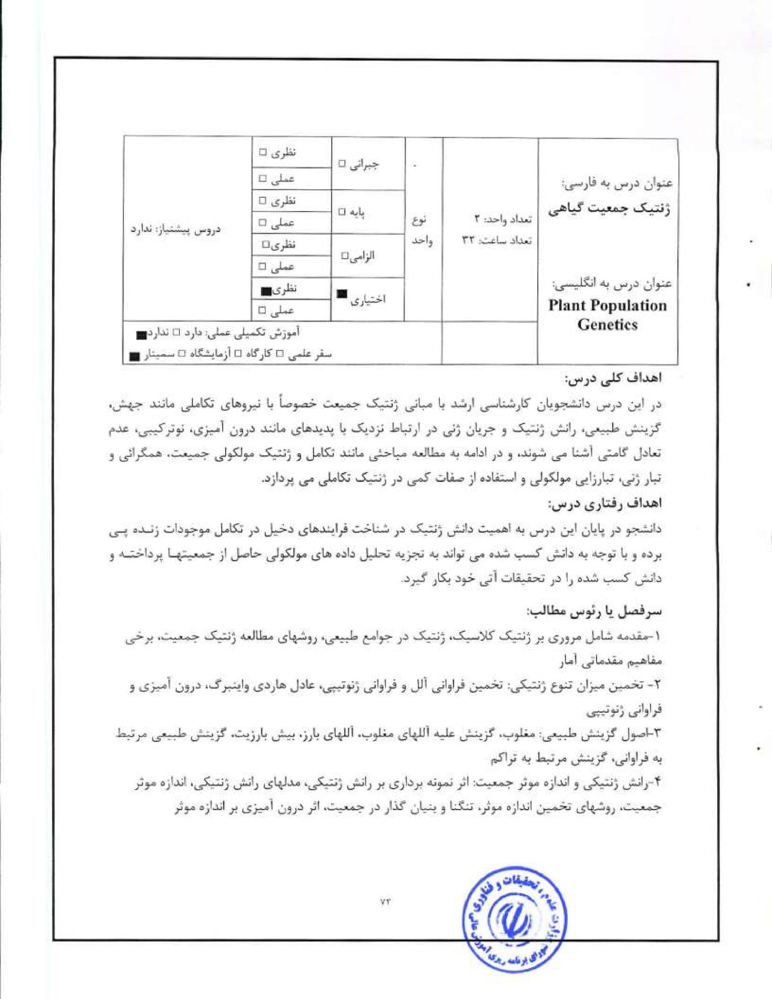 عنوان درس به فارسی:
ژنتیک جمعیت گیاهی
عنوان درس به انگلیسی:
Plant Population
Genetics
تعداد واحد: ۲
تعداد ساعت: ۳۲
نوع
واحد
جبرانی □
نظری □
عملی □
پایه □
نظری □
عملی □
الزامی□
نظری□
عملی □
اختیاری ■
نظری■
عملی □
دروس پیشنیاز: ندارد
آموزش تکمیلی عملی: دارد □ ندارد■
سفر علمی □ کارگاه □ آزمایشگاه □ سمینار ■
اهداف کلی درس:
در این درس دانشجویان کارشناسی ارشد با مبانی ژنتیک جمیعت خصوصاً با نیروهای تکاملی مانند جهش،
گزینش طبیعی، رانش ژنتیک و جریان ژنی در ارتباط نزدیک با پدیدهای مانند درون آمیزی، نوترکیبی، عدم
تعادل گامتی آشنا می شوند، و در ادامه به مطالعه مباحثی مانند تکامل و ژنتیک مولکولی جمیعت، همگرائی و
تبار ژنی، تبارزایی مولکولی و استفاده از صفات کمی در ژنتیک تکاملی می پردازد.
اهداف رفتاری درس:
دانشجو در پایان این درس به اهمیت دانش ژنتیک در شناخت فرایندهای دخیل در تکامل موجودات زنـده پـی
برده و با توجه به دانش کسب شده می تواند به تجزیه تحلیل داده های مولکولی حاصل از جمعیتهـا پرداختـه و
دانش کسب شده را در تحقیقات آتی خود بکار گیرد.
سرفصل یا رئوس مطالب:
۱-مقدمه شامل مروری بر ژنتیک کلاسیک، ژنتیک در جوامع طبیعی، روشهای مطالعه ژنتیک جمعیت، برخی
مفاهیم مقدماتی آمار
۲- تخمین میزان تنوع ژنتیکی: تخمین فراوانی آلل و فراوانی ژنوتیپی، عادل هاردی واینبرگ، درون آمیزی و
فراوانی ژنوتیپی
۳-اصول گزینش طبیعی: مغلوب، گزینش علیه آللهای مغلوب، آللهای بارز، بیش بارزیت، گزینش طبیعی مرتبط
به فراوانی، گزینش مرتبط به تراکم
۴-رانش ژنتیکی و اندازه موثر جمعیت: اثر نمونه برداری بر رانش ژنتیکی، مدلهای رانش ژنتیکی، اندازه موثر
جمعیت، روشهای تخمین اندازه موثر، تنگنا و بنیان گذار در جمعیت، اثر درون آمیزی بر اندازه موثر
۷۳
وزارت علوم، تحقیقات و فناوری
شورای برنامه ریزی آموزش عالی